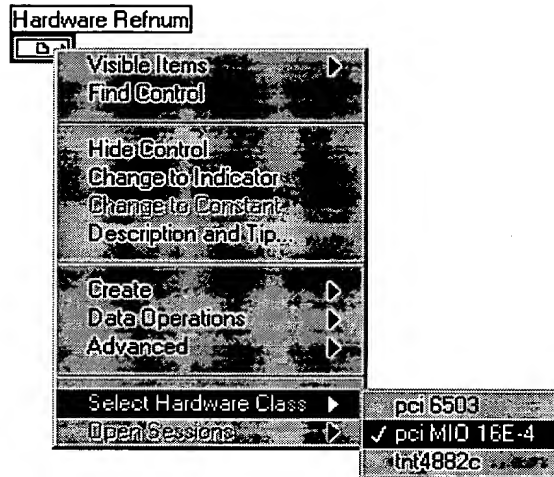 Hardware Refnum
Visible Items
Find Control
Hide Control
Change to Indicator
Change to Constant
Description and Tip...
Create
Data Operations
Advanced
Select Hardware Class
pci 6503
✓ pci MIO 16E-4
Open Sessions
tnt4882c